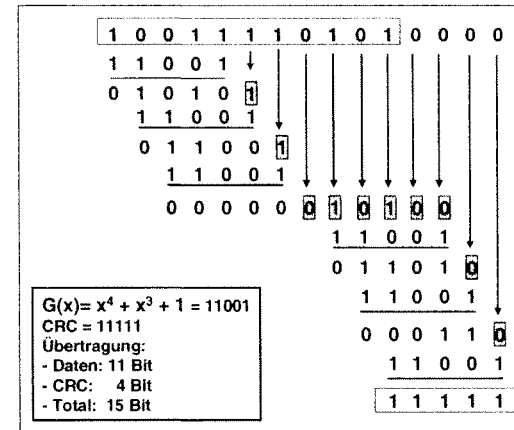 1 0 0 1 1 1 1 0 1 0 1 0 0 0 0
1 1 0 0 1
0 1 0 1 0 1
1 1 0 0 1
0 1 1 0 0 1
1 1 0 0 1
0 0 0 0 0 0 1 0 1 0 0
1 1 0 0 1
0 1 1 0 1 0
1 1 0 0 1
0 0 0 1 1 0
1 1 0 0 1
1 1 1 1 1
G(x)= x⁴ + x³ + 1 = 11001
CRC = 11111
Übertragung:
- Daten: 11 Bit
- CRC: 4 Bit
- Total: 15 Bit